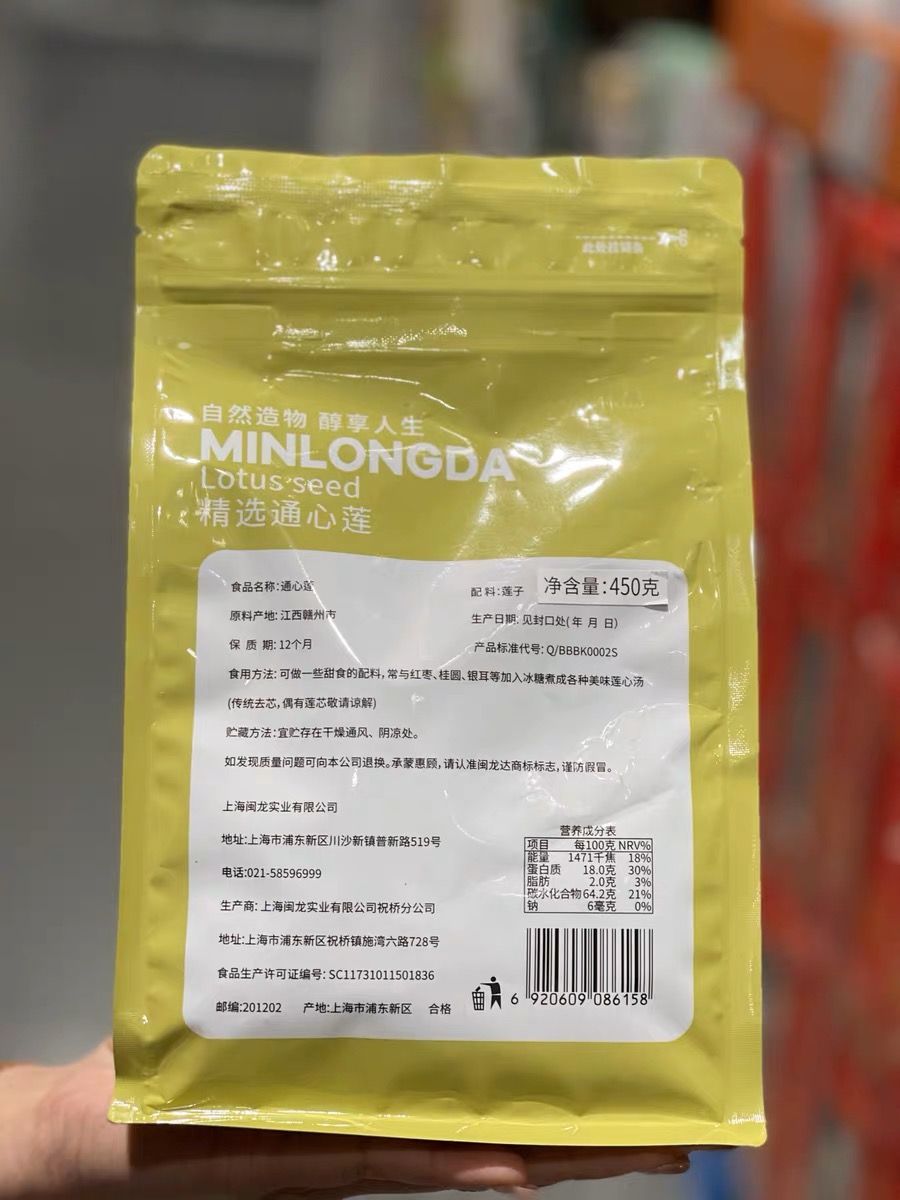 此处撕开
自然造物 醇享人生
MINLONGDA
Lotus seed
精选通心莲
食品名称:通心莲 配料:莲子 净含量:450克
原料产地:江西赣州市 生产日期:见封口处(年 月 日)
保 质 期:12个月 产品标准代号:Q/BBBK0002S
食用方法:可做一些甜食的配料,常与红枣、桂圆、银耳等加入冰糖煮成各种美味莲心汤
(传统去芯,偶有莲芯敬请谅解)
贮藏方法:宜贮存在干燥通风、阴凉处。
如发现质量问题可向本公司退换。承蒙惠顾,请认准闽龙达商标标志,谨防假冒。
上海闽龙实业有限公司
地址:上海市浦东新区川沙新镇普新路519号
电话:021-58596999
生产商:上海闽龙实业有限公司祝桥分公司
地址:上海市浦东新区祝桥镇施湾六路728号
食品生产许可证编号:SC11731011501836
邮编:201202 产地:上海市浦东新区 合格
营养成分表
项目 每100克 NRV%
能量 1471千焦 18%
蛋白质 18.0克 30%
脂肪 2.0克 3%
碳水化合物 64.2克 21%
钠 6毫克 0%
6 920609 086158